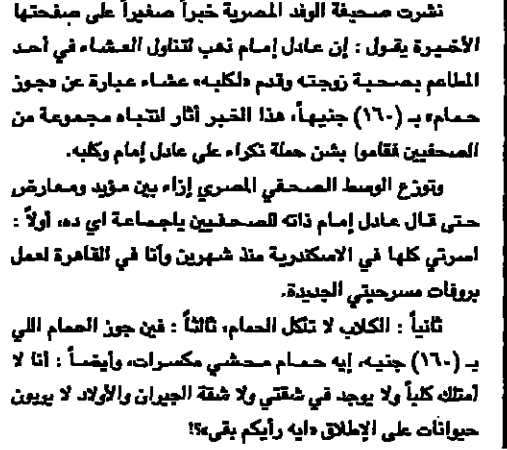 نشرت صحيفة الوفد المصرية خبراً صغيراً على صفحتها
الأخيرة يقول : إن عادل إمام ذهب لتناول العشاء في أحد
المطاعم بصحبة زوجته وقدم «لكلبه» عشاء عبارة عن «جوز
حمام» بـ (١٦٠) جنيهاً، هذا الخبر أثار انتباه مجموعة من
الصحفيين فقاموا بشن حملة نكراء على عادل إمام وكلبه.
وتوزع الوسط الصحفي المصري إزاء بين مؤيد ومعارض
حتى قال عادل إمام ذاته للصحفيين ياجماعة اي ده، أولاً :
اسرتي كلها في الاسكندرية منذ شهرين وأنا في القاهرة لعمل
بروفات مسرحيتي الجديدة.
ثانياً : الكلاب لا تتكل الحمام، ثالثاً : فين جوز الحمام اللي
بـ (١٦٠) جنيه، إيه حمام محشي مكسرات، وأيضاً : أنا لا
أمتلك كلباً ولا يوجد في شقتي ولا شقة الجيران والأولاد لا يربون
حيوانات على الإطلاق «ايه رأيكم بقى»؟!